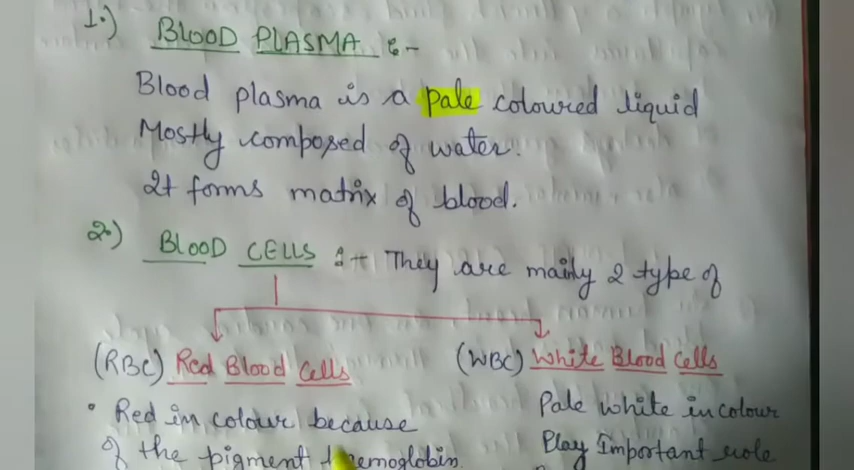 1.) BLOOD PLASMA :-
Blood plasma is a pale coloured liquid
Mostly composed of water.
It forms matrix of blood.
2.) BLOOD CELLS :- They are maily 2 type of
(RBC) Red Blood Cells
(WBC) White Blood Cells
• Red in colour because
of the pigment haemoglobin
Pale white in colour
Play Important role